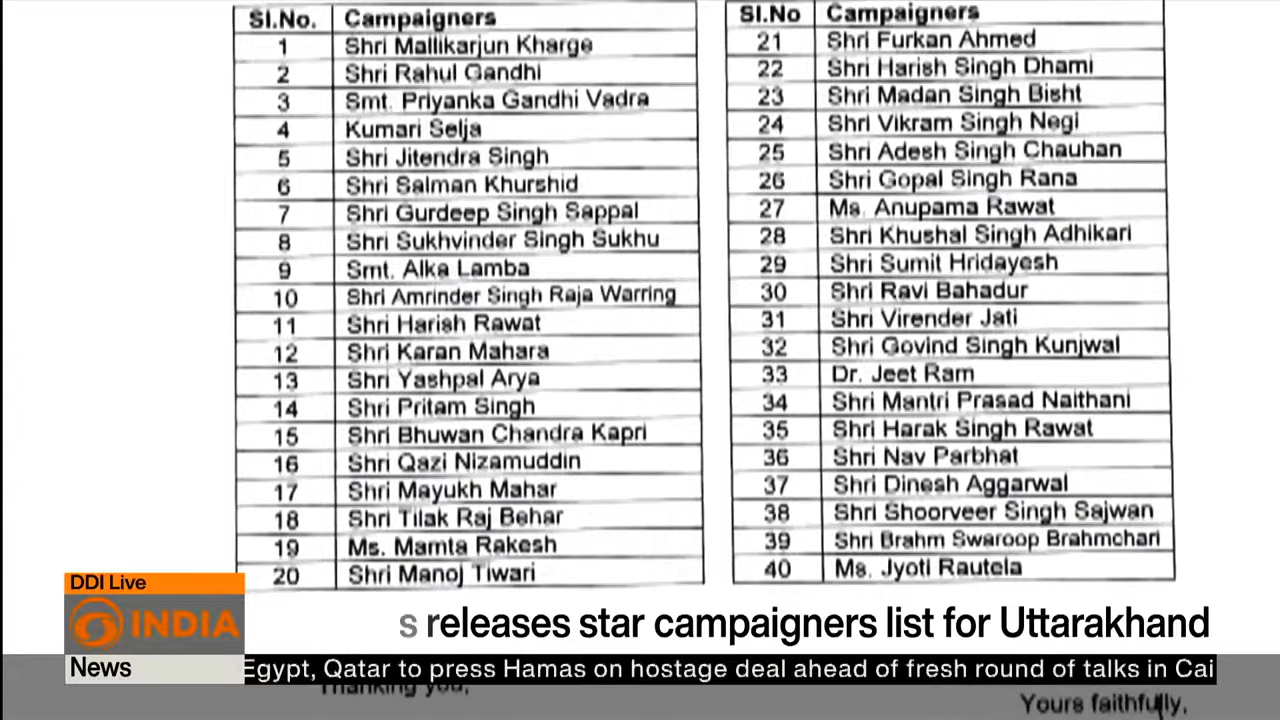 Sl.No. Campaigners
1 Shri Mallikarjun Kharge
2 Shri Rahul Gandhi
3 Smt. Priyanka Gandhi Vadra
4 Kumari Selja
5 Shri Jitendra Singh
6 Shri Salman Khurshid
7 Shri Gurdeep Singh Sappal
8 Shri Sukhvinder Singh Sukhu
9 Smt. Alka Lamba
10 Shri Amrinder Singh Raja Warring
11 Shri Harish Rawat
12 Shri Karan Mahara
13 Shri Yashpal Arya
14 Shri Pritam Singh
15 Shri Bhuwan Chandra Kapri
16 Shri Qazi Nizamuddin
17 Shri Mayukh Mahar
18 Shri Tilak Raj Behar
19 Ms. Mamta Rakesh
20 Shri Manoj Tiwari
Sl.No Campaigners
21 Shri Furkan Ahmed
22 Shri Harish Singh Dhami
23 Shri Madan Singh Bisht
24 Shri Vikram Singh Negi
25 Shri Adesh Singh Chauhan
26 Shri Gopal Singh Rana
27 Ms. Anupama Rawat
28 Shri Khushal Singh Adhikari
29 Shri Sumit Hridayesh
30 Shri Ravi Bahadur
31 Shri Virender Jati
32 Shri Govind Singh Kunjwal
33 Dr. Jeet Ram
34 Shri Mantri Prasad Naithani
35 Shri Harak Singh Rawat
36 Shri Nav Parbhat
37 Shri Dinesh Aggarwal
38 Shri Shoorveer Singh Sajwan
39 Shri Brahm Swaroop Brahmchari
40 Ms. Jyoti Rautela
DDI Live
INDIA
News
s releases star campaigners list for Uttarakhand
Egypt, Qatar to press Hamas on hostage deal ahead of fresh round of talks in Cai
Thanking you,
Yours faithfully,